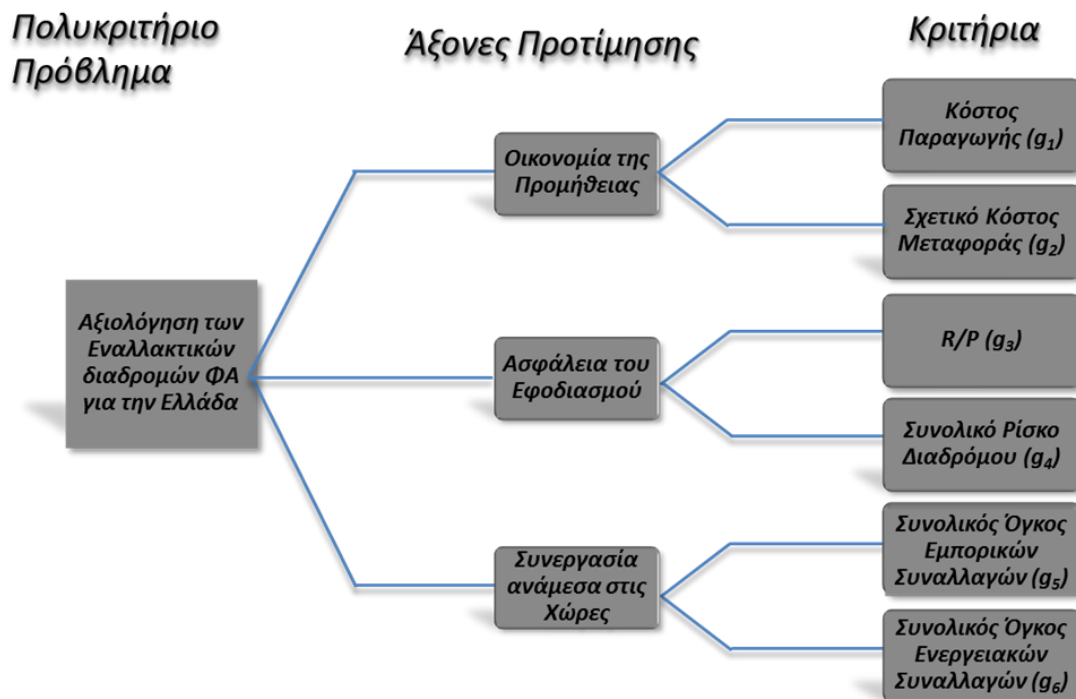 Πολυκριτήριο
Πρόβλημα
Άξονες Προτίμησης
Κριτήρια
Αξιολόγηση των
Εναλλακτικών
διαδρομών ΦΑ
για την Ελλάδα
Οικονομία της
Προμήθειας
Ασφάλεια του
Εφοδιασμού
Συνεργασία
ανάμεσα στις
Χώρες
Κόστος
Παραγωγής (g₁)
Σχετικό Κόστος
Μεταφοράς (g₂)
R/P (g₃)
Συνολικό Ρίσκο
Διαδρόμου (g₄)
Συνολικός Όγκος
Εμπορικών
Συναλλαγών (g₅)
Συνολικός Όγκος
Ενεργειακών
Συναλλαγών (g₆)